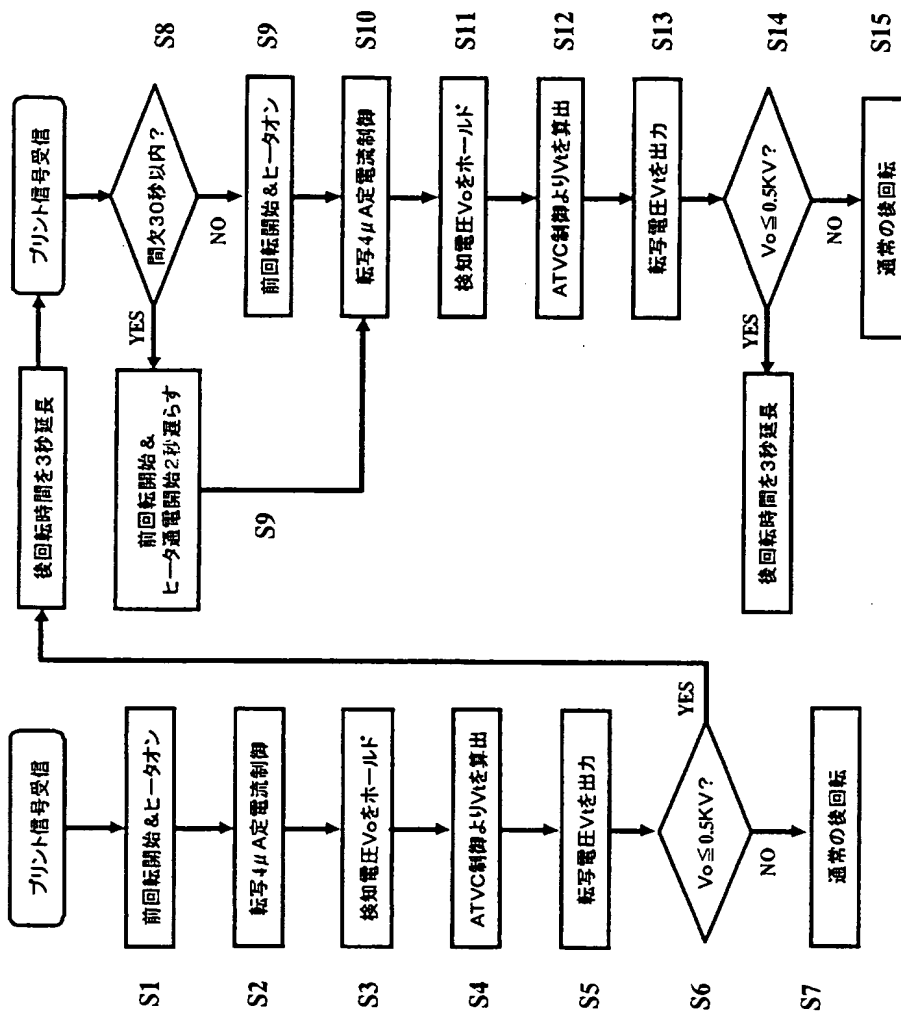 プリント信号受信
S1
前回転開始&ヒータオン
S2
転写4μA定電流制御
S3
検知電圧Voをホールド
S4
ATVC制御よりVtを算出
S5
転写電圧Vtを出力
S6
Vo≦0.5KV?
YES
NO
S7
通常の後回転
後回転時間を3秒延長
プリント信号受信
間欠30秒以内?
S8
YES
NO
前回転開始&
ヒータ通電開始2秒遅らす
S9
前回転開始&ヒータオン
S9
転写4μA定電流制御
S10
検知電圧Voをホールド
S11
ATVC制御よりVtを算出
S12
転写電圧Vtを出力
S13
Vo≦0.5KV?
S14
YES
NO
後回転時間を3秒延長
通常の後回転
S15